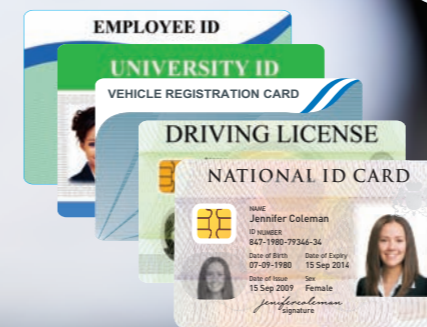 EMPLOYEE ID
UNIVERSITY ID
VEHICLE REGISTRATION CARD
DRIVING LICENSE
NATIONAL ID CARD
NAME
Jennifer Coleman
ID NUMBER
847-1980-79346-34
Date of Birth Date of Expiry
07-09-1980 15 Sep 2014
Date of Issue Sex
15 Sep 2009 Female
jenifercoleman
signature